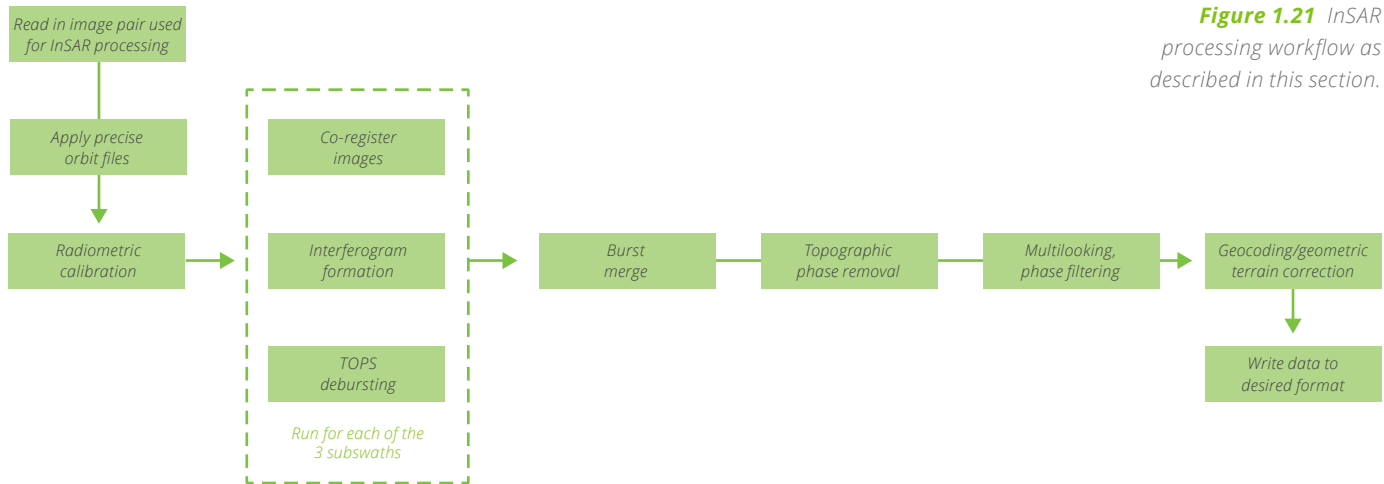 Figure 1.21 InSAR
processing workflow as
described in this section.
Read in image pair used
for InSAR processing
Apply precise
orbit files
Radiometric
calibration
Co-register
images
Interferogram
formation
TOPS
debursting
Run for each of the
3 subswaths
Burst
merge
Topographic
phase removal
Multilooking,
phase filtering
Geocoding/geometric
terrain correction
Write data to
desired format